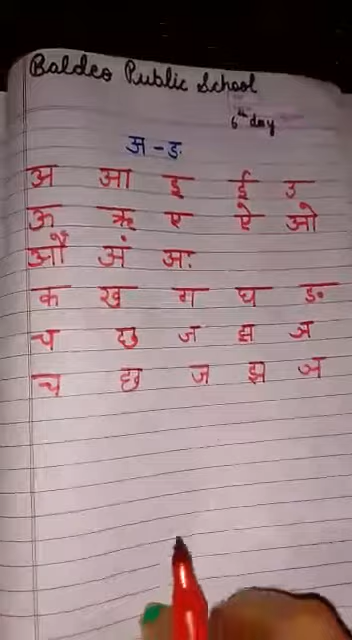 Baldeo Public School
6th day
अ - ङ
अ आ इ ई उ
ऊ ऋ ए ऐ ओ
औ अं अः
क ख ग घ ङ
च छ ज झ ञ
च छ ज झ ञ